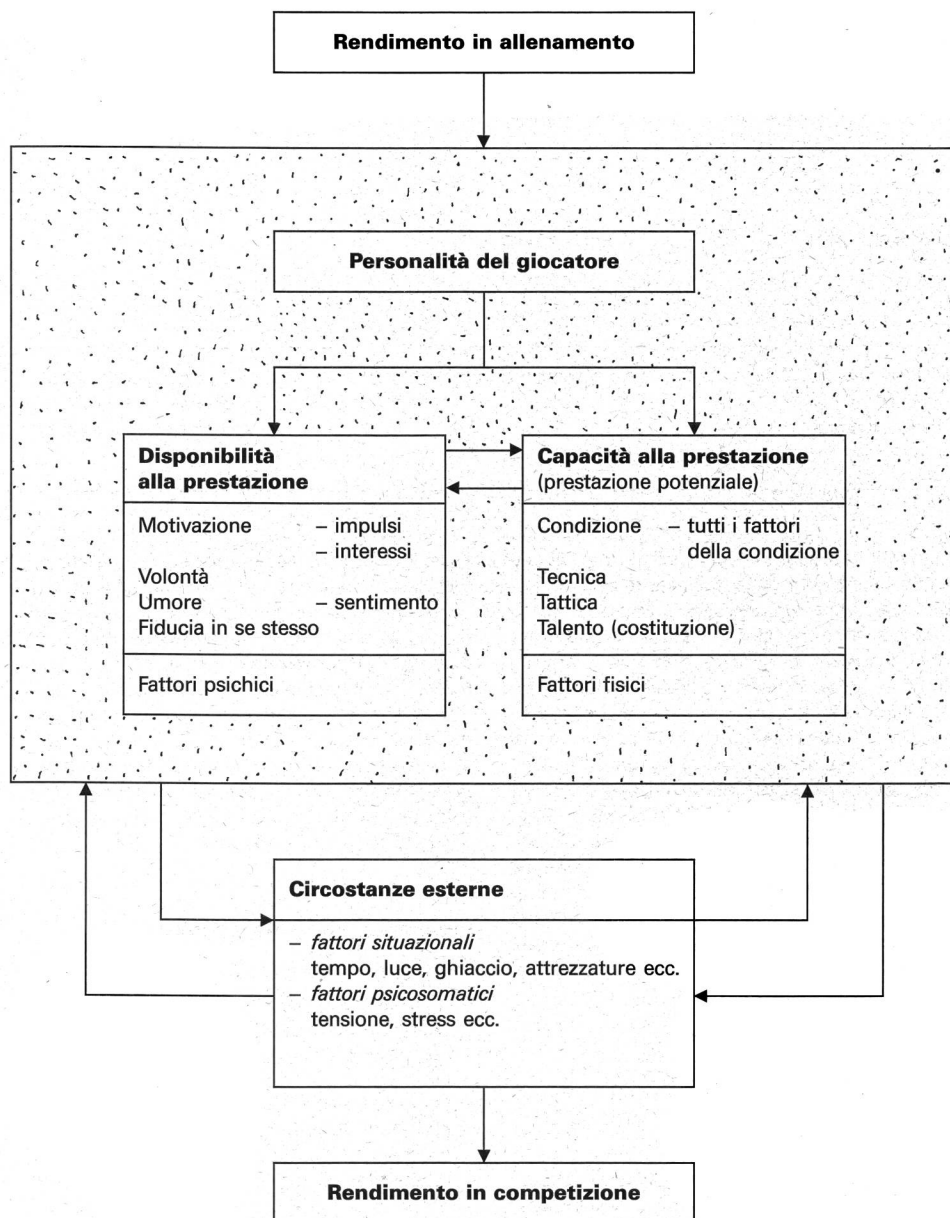 Rendimento in allenamento
Personalità del giocatore
Disponibilità
alla prestazione
Motivazione – impulsi
– interessi
Volontà
Umore – sentimento
Fiducia in se stesso
Fattori psichici
Capacità alla prestazione
(prestazione potenziale)
Condizione – tutti i fattori
della condizione
Tecnica
Tattica
Talento (costituzione)
Fattori fisici
Circostanze esterne
– fattori situazionali
tempo, luce, ghiaccio, attrezzature ecc.
– fattori psicosomatici
tensione, stress ecc.
Rendimento in competizione